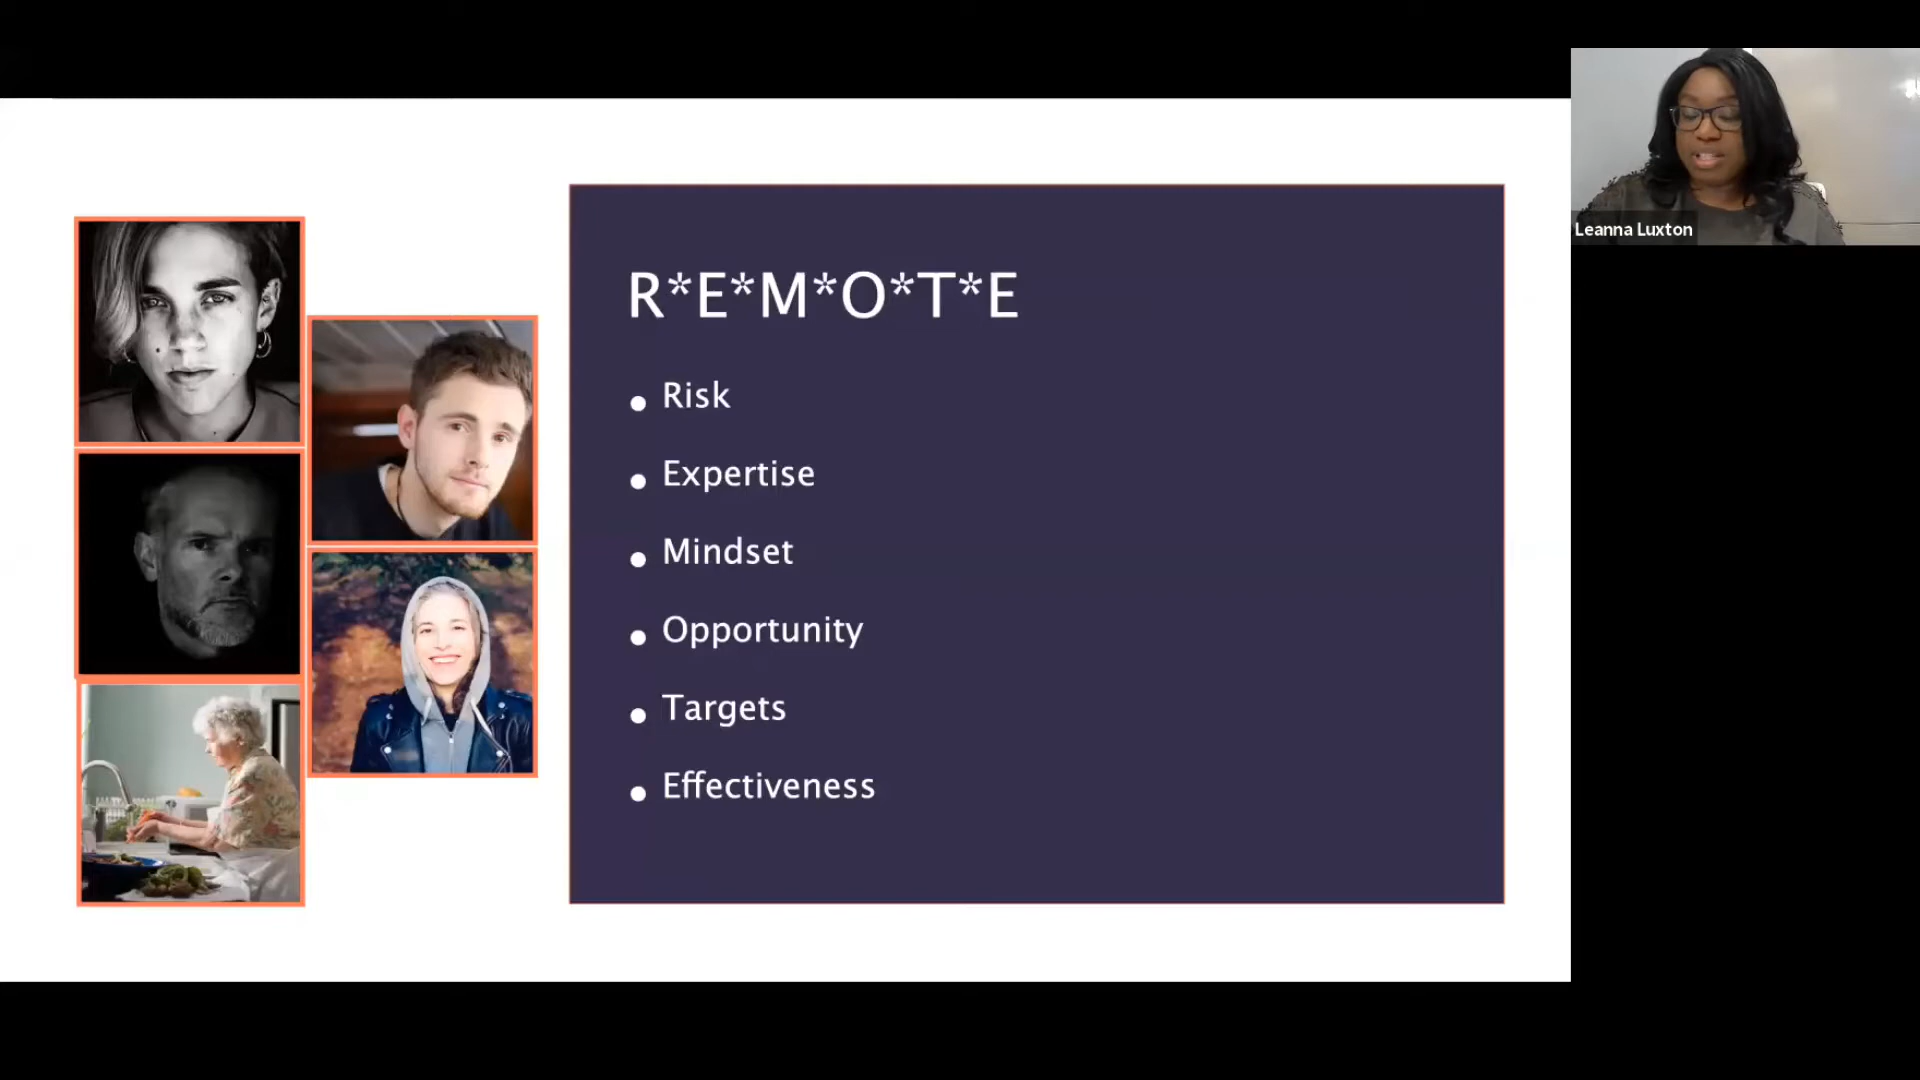 Leanna Luxton
R*E*M*O*T*E
Risk
Expertise
Mindset
Opportunity
Targets
Effectiveness